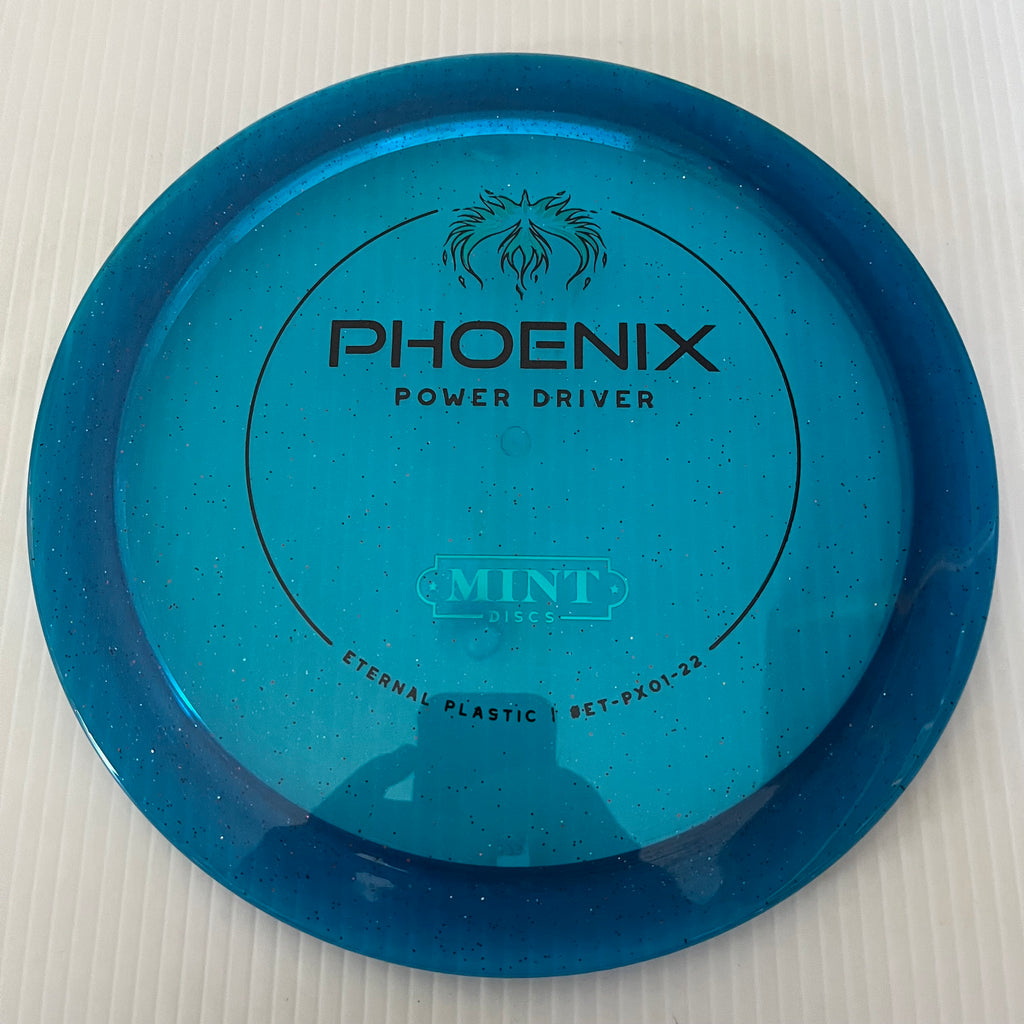 PHOENIX
POWER DRIVER
MINT
DISCS
ETERNAL PLASTIC | #ET-PX01-22